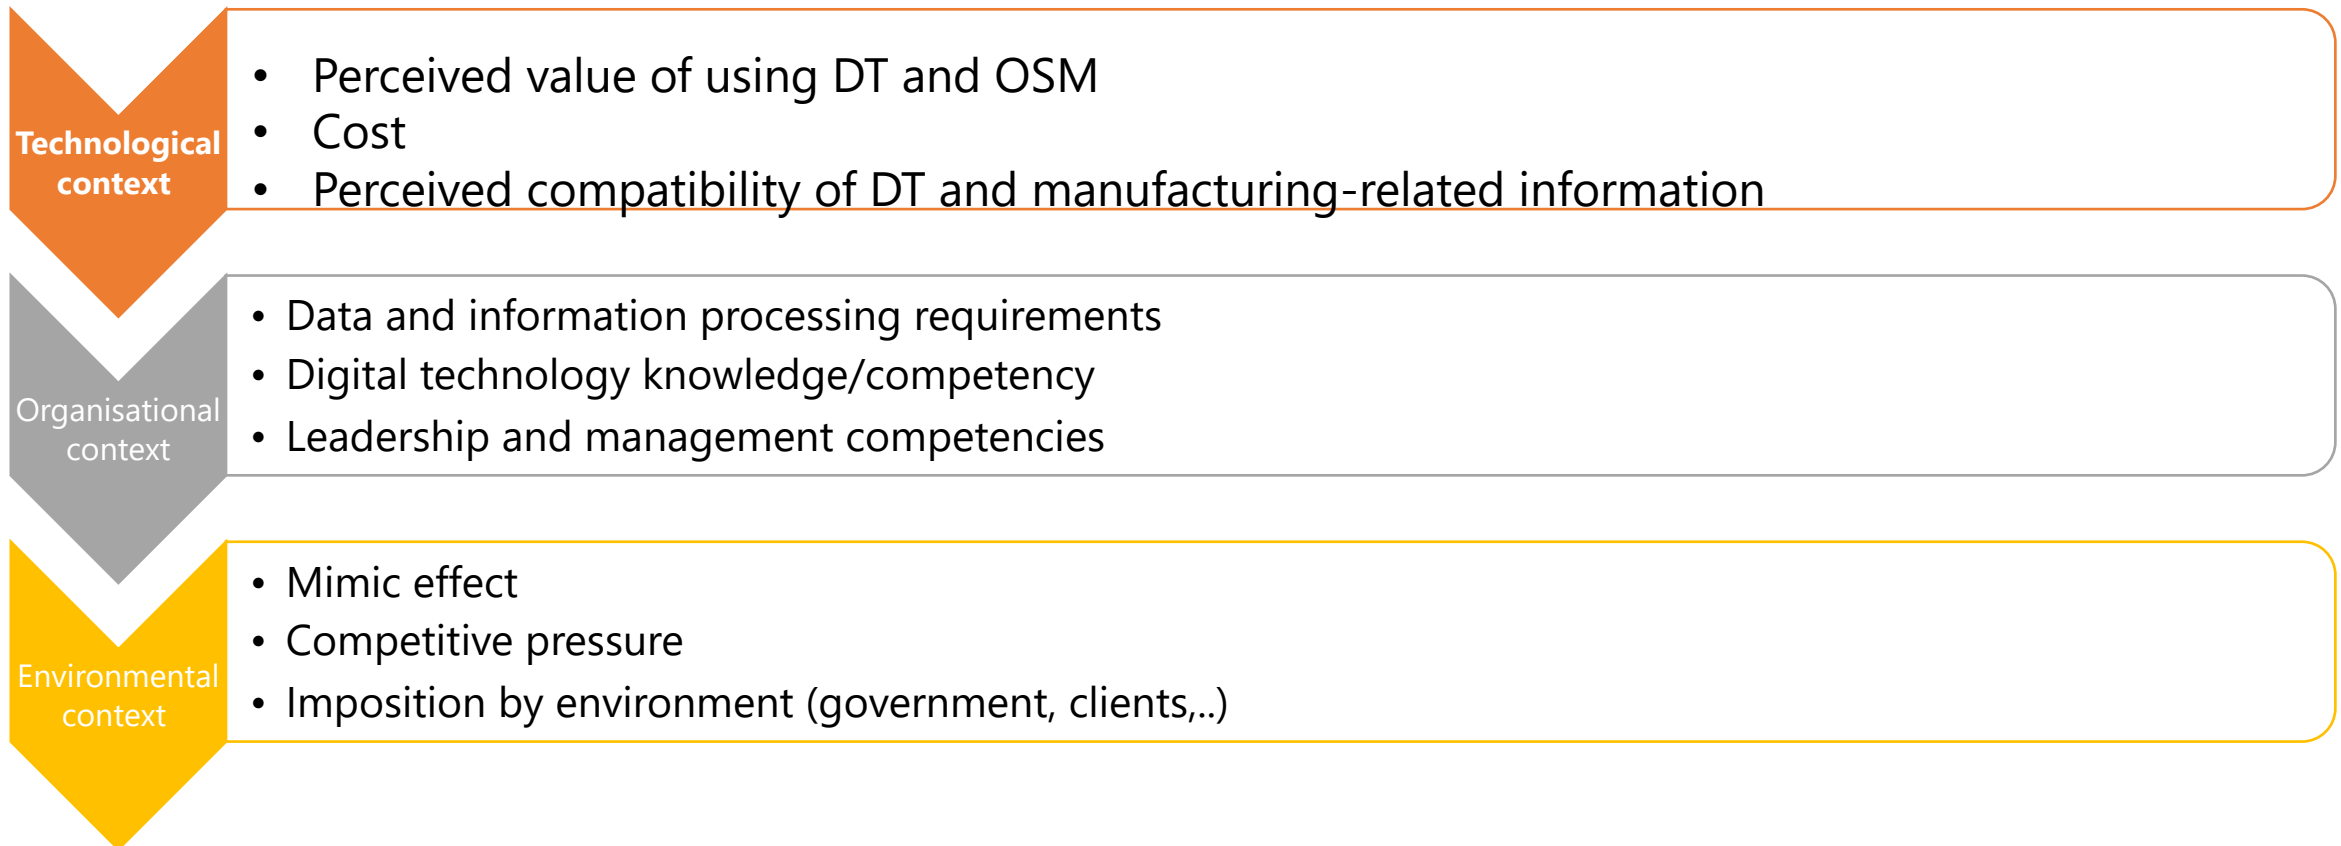 Technological
context
• Perceived value of using DT and OSM
• Cost
• Perceived compatibility of DT and manufacturing-related information
Organisational
context
• Data and information processing requirements
• Digital technology knowledge/competency
• Leadership and management competencies
Environmental
context
• Mimic effect
• Competitive pressure
• Imposition by environment (government, clients,..)